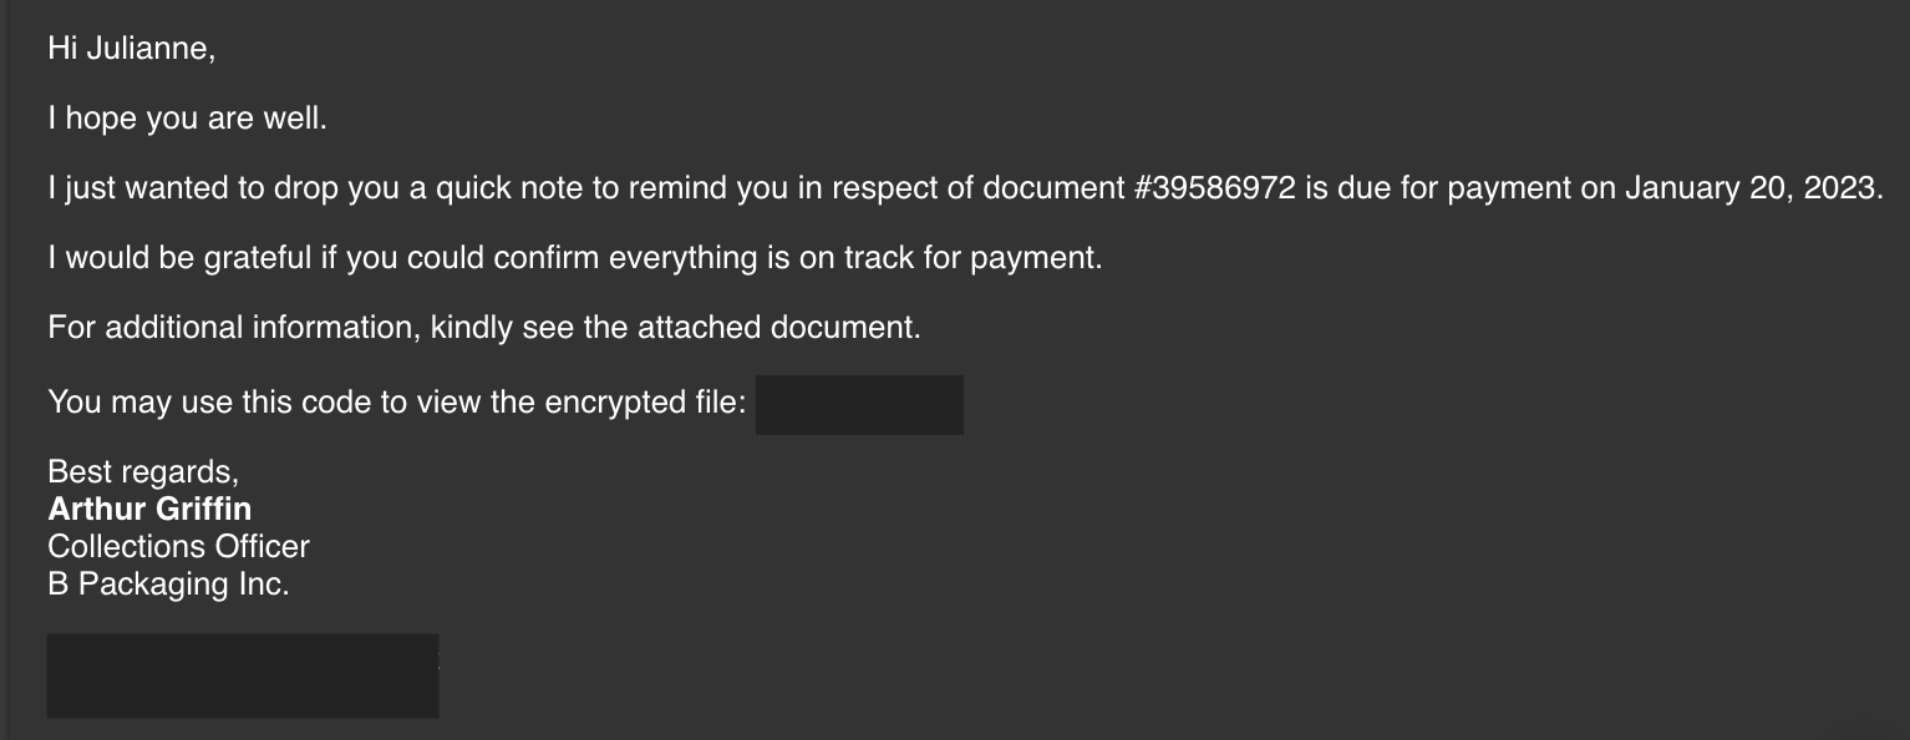 Hi Julianne,
I hope you are well.
I just wanted to drop you a quick note to remind you in respect of document #39586972 is due for payment on January 20, 2023.
I would be grateful if you could confirm everything is on track for payment.
For additional information, kindly see the attached document.
You may use this code to view the encrypted file:
Best regards,
Arthur Griffin
Collections Officer
B Packaging Inc.